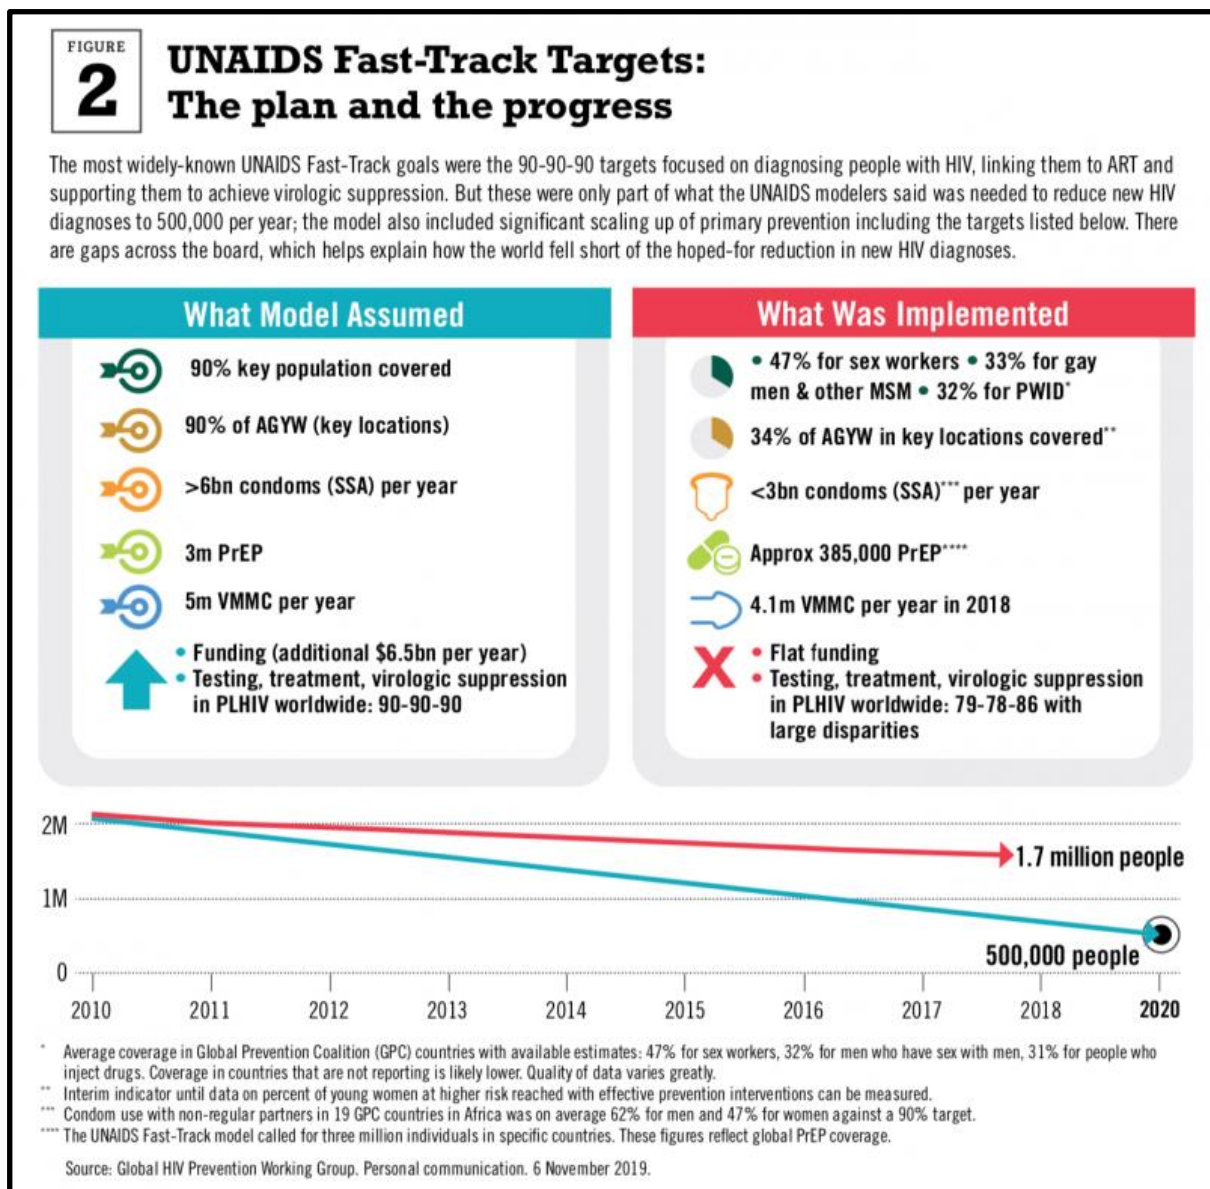 FIGURE
2
UNAIDS Fast-Track Targets:
The plan and the progress
The most widely-known UNAIDS Fast-Track goals were the 90-90-90 targets focused on diagnosing people with HIV, linking them to ART and
supporting them to achieve virologic suppression. But these were only part of what the UNAIDS modelers said was needed to reduce new HIV
diagnoses to 500,000 per year; the model also included significant scaling up of primary prevention including the targets listed below. There
are gaps across the board, which helps explain how the world fell short of the hoped-for reduction in new HIV diagnoses.
What Model Assumed
90% key population covered
90% of AGYW (key locations)
>6bn condoms (SSA) per year
3m PrEP
5m VMMC per year
• Funding (additional $6.5bn per year)
• Testing, treatment, virologic suppression
in PLHIV worldwide: 90-90-90
What Was Implemented
• 47% for sex workers • 33% for gay
men & other MSM • 32% for PWID*
34% of AGYW in key locations covered**
<3bn condoms (SSA)*** per year
Approx 385,000 PrEP****
4.1m VMMC per year in 2018
• Flat funding
• Testing, treatment, virologic suppression
in PLHIV worldwide: 79-78-86 with
large disparities
2M
1.7 million people
1M
500,000 people
0
2010 2011 2012 2013 2014 2015 2016 2017 2018 2020
* Average coverage in Global Prevention Coalition (GPC) countries with available estimates: 47% for sex workers, 32% for men who have sex with men, 31% for people who
inject drugs. Coverage in countries that are not reporting is likely lower. Quality of data varies greatly.
** Interim indicator until data on percent of young women at higher risk reached with effective prevention interventions can be measured.
*** Condom use with non-regular partners in 19 GPC countries in Africa was on average 62% for men and 47% for women against a 90% target.
**** The UNAIDS Fast-Track model called for three million individuals in specific countries. These figures reflect global PrEP coverage.
Source: Global HIV Prevention Working Group. Personal communication. 6 November 2019.